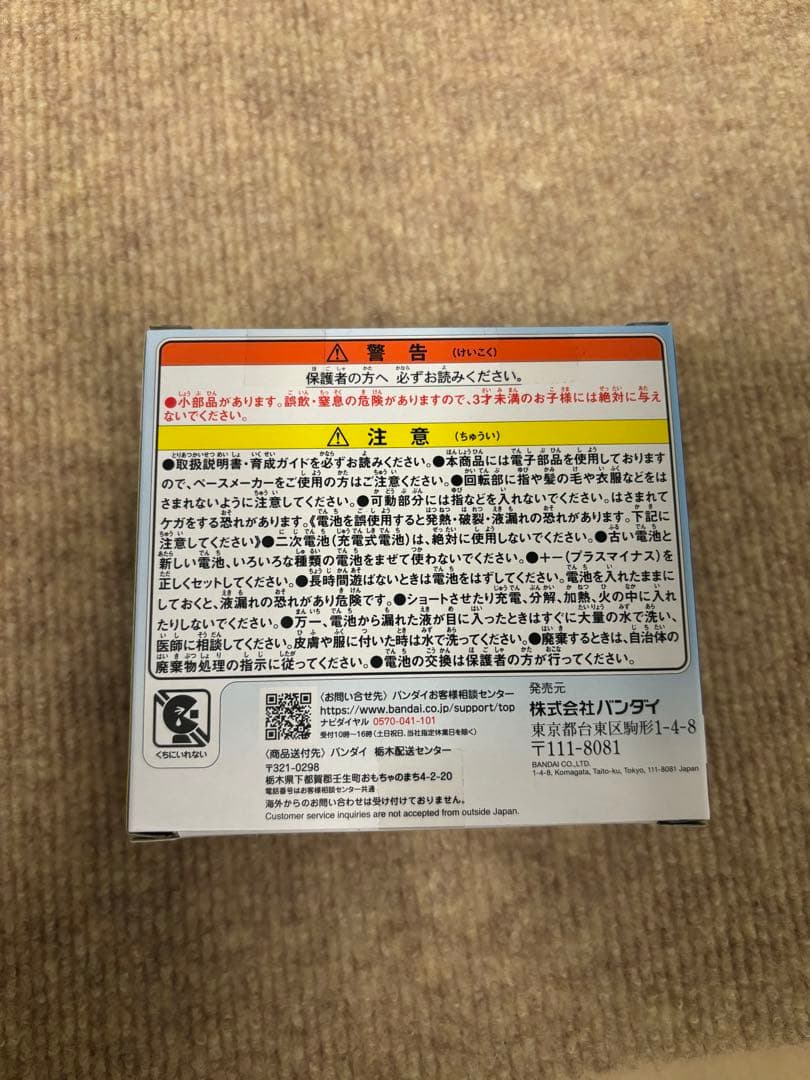 ⚠ 警告 (けいこく)
保護者の方へ 必ずお読みください。
●小部品があります。誤飲・窒息の危険がありますので、3才未満のお子様には絶対に与え
ないでください。
⚠ 注意 (ちゅうい)
●取扱説明書・育成ガイドを必ずお読みください。●本商品には電子部品を使用しております
ので、ペースメーカーをご使用の方はご注意ください。●回転部に指や髪の毛や衣服などをは
さまれないように注意してください。●可動部分には指などを入れないでください。はさまれて
ケガをする恐れがあります。《電池を誤使用すると発熱・破裂・液漏れの恐れがあります。下記に
注意してください》●二次電池(充電式電池)は、絶対に使用しないでください。●古い電池と
新しい電池、いろいろな種類の電池をまぜて使わないでください。●+−(プラスマイナス)を
正しくセットしてください。●長時間遊ばないときは電池をはずしてください。電池を入れたままに
しておくと、液漏れの恐れがあり危険です。●ショートさせたり充電、分解、加熱、火の中に入れ
たりしないでください。●万一、電池から漏れた液が目に入ったときはすぐに大量の水で洗い、
医師に相談してください。皮膚や服に付いた時は水で洗ってください。●廃棄するときは、自治体の
廃棄物処理の指示に従ってください。●電池の交換は保護者の方が行ってください。
くちにいれない
〈お問い合せ先〉バンダイお客様相談センター
https://www.bandai.co.jp/support/top
ナビダイヤル 0570-041-101
受付10時〜16時(土日祝日、当社指定休業日を除く)
〈商品送付先〉バンダイ 栃木配送センター
〒321-0298
栃木県下都賀郡壬生町おもちゃのまち4-2-20
電話番号はお客様相談センター共通
海外からのお問い合わせは受け付けておりません。
Customer service inquiries are not accepted from outside Japan.
発売元
株式会社バンダイ
東京都台東区駒形1-4-8
〒111-8081
BANDAI CO.,LTD.
1-4-8, Komagata, Taito-ku, Tokyo, 111-8081 Japan